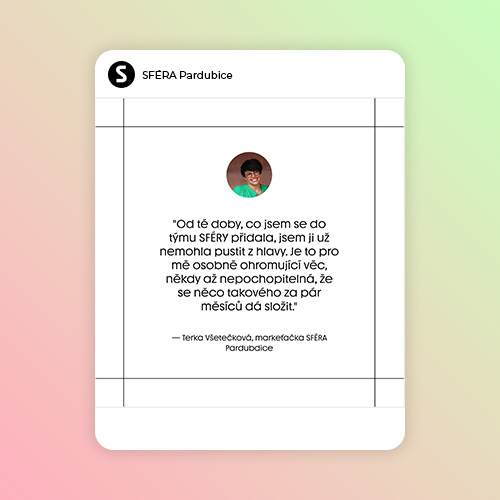 S
SFÉRA Pardubice
"Od té doby, co jsem se do
týmu SFÉRY přidala, jsem ji už
nemohla pustit z hlavy. Je to pro
mě osobně ohromující věc,
někdy až nepochopitelná, že
se něco takového za pár
měsíců dá složit."
— Terka Všetečková, markeťačka SFÉRA
Pardubdice